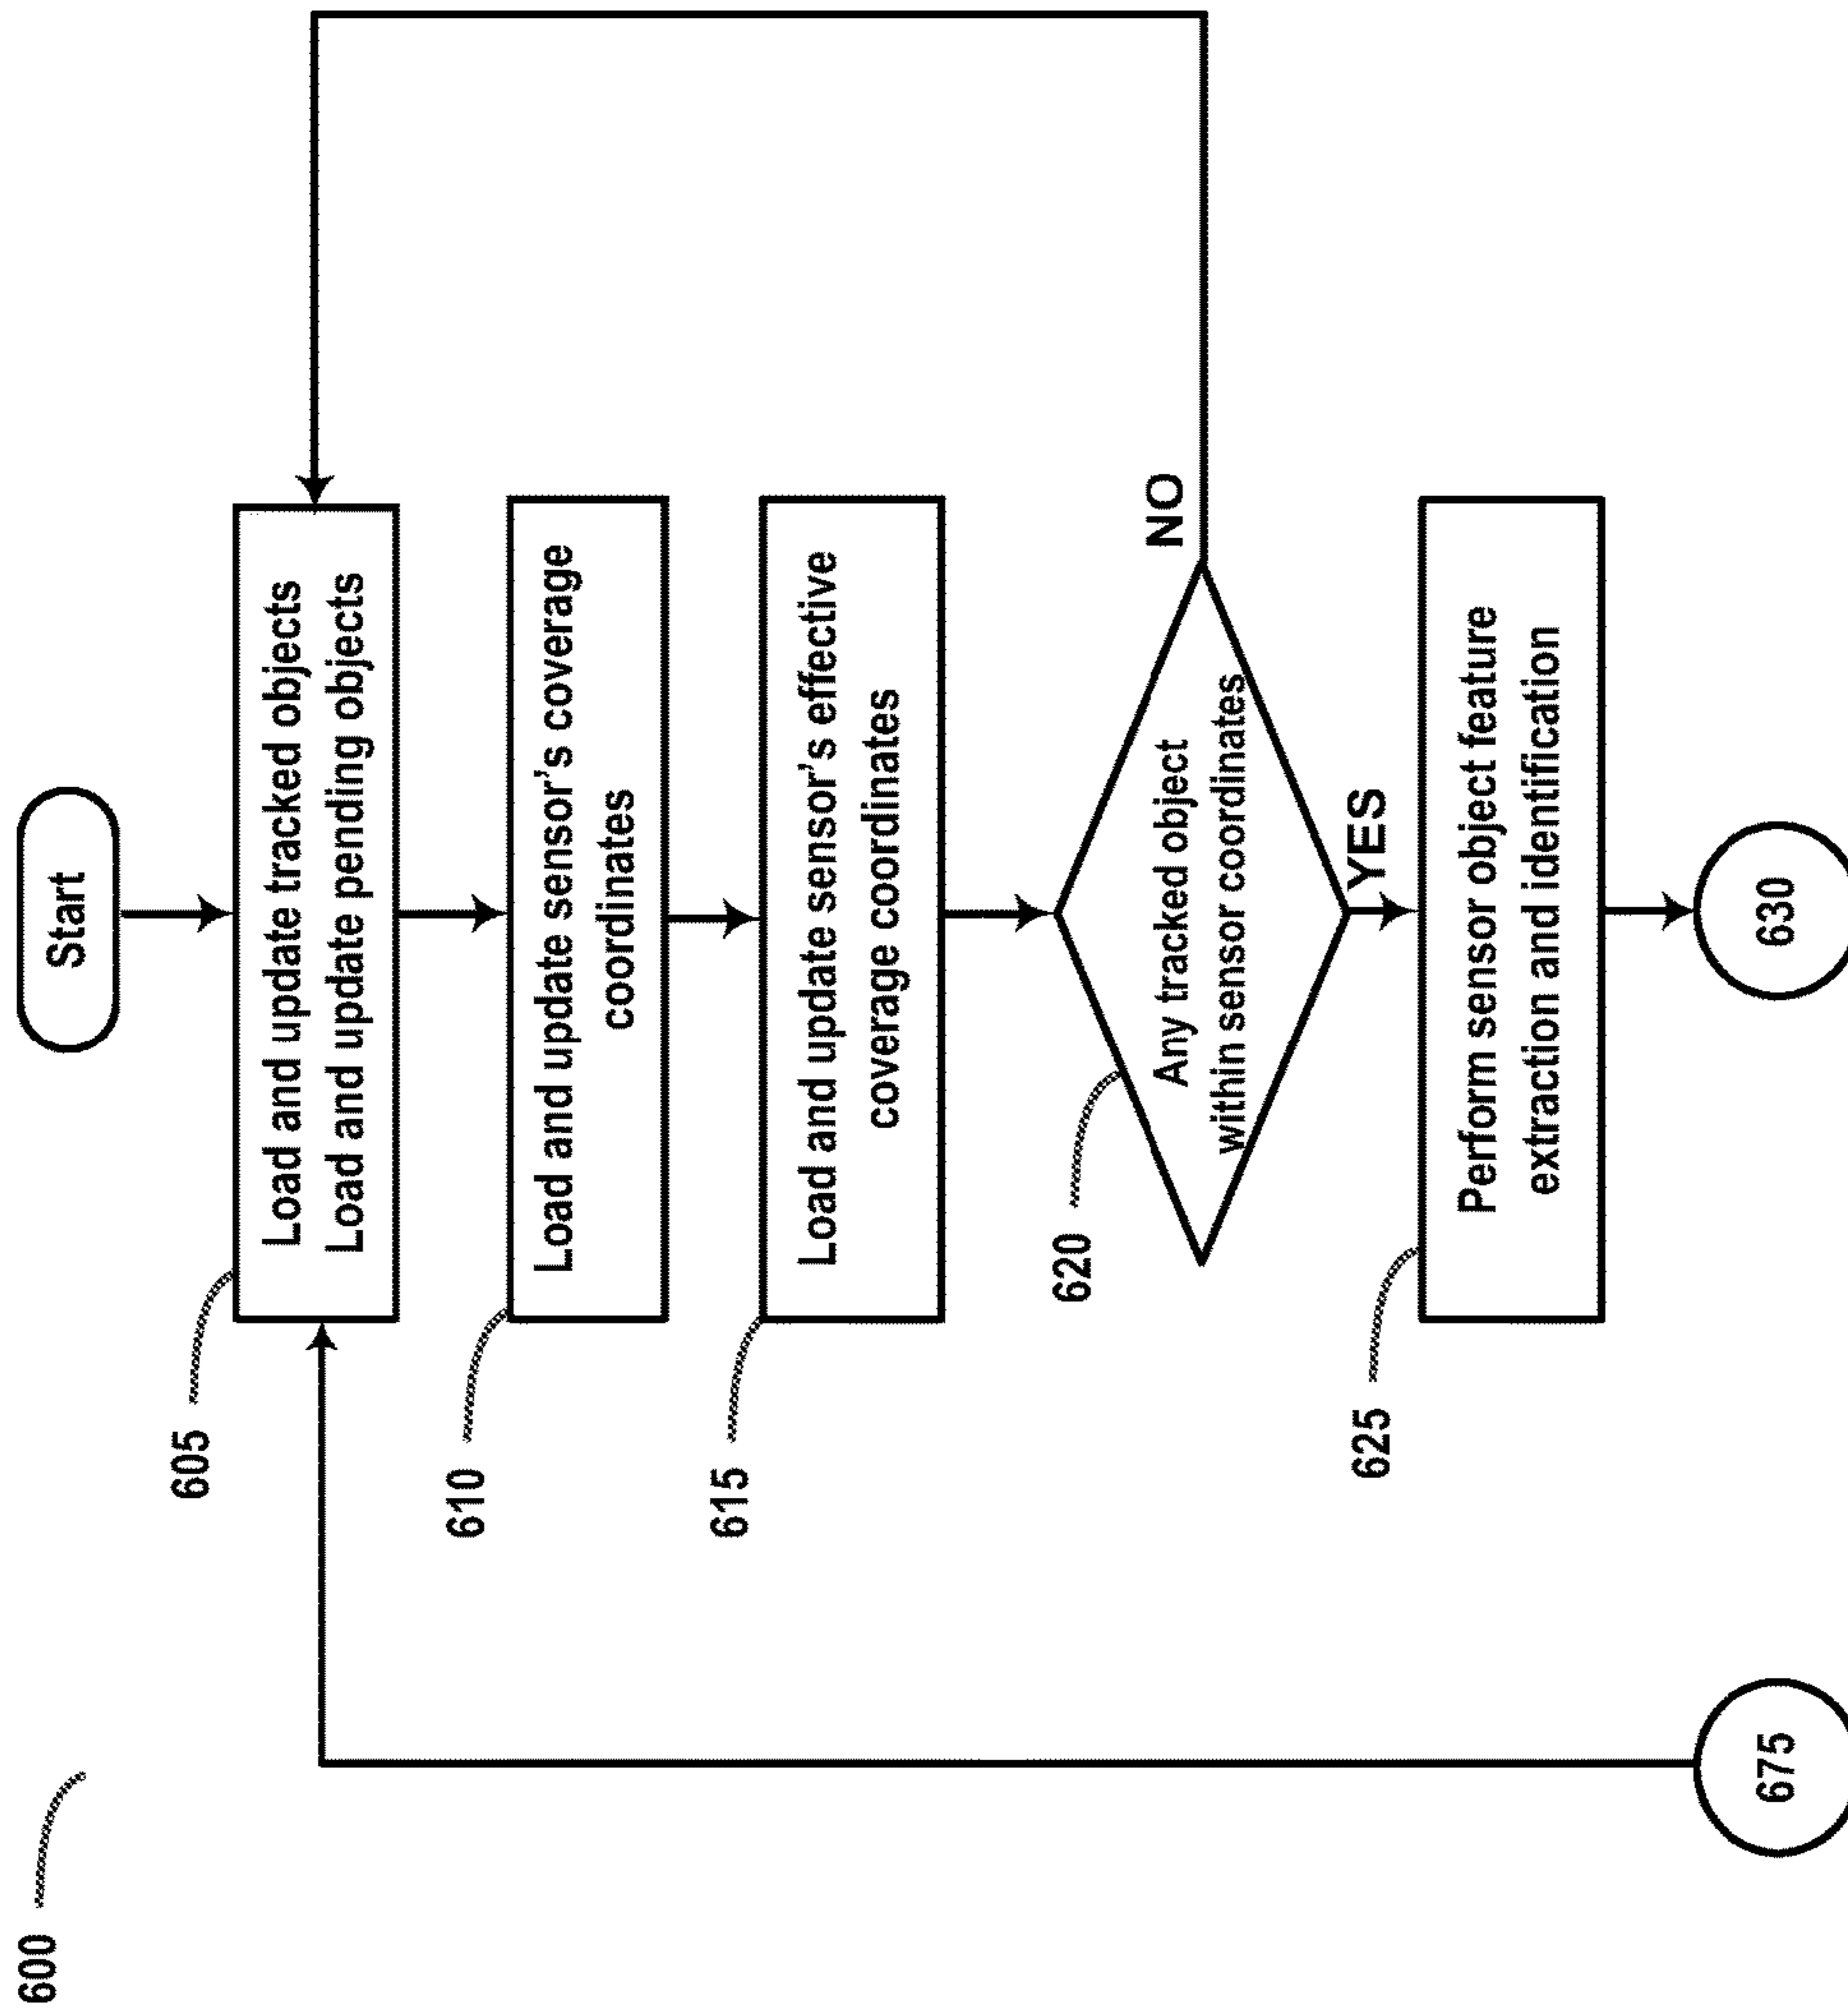 600
Start
605
Load and update tracked objects
Load and update pending objects
610
Load and update sensor's coverage
coordinates
615
Load and update sensor's effective
coverage coordinates
620
Any tracked object
within sensor coordinates
NO
YES
625
Perform sensor object feature
extraction and identification
675
630